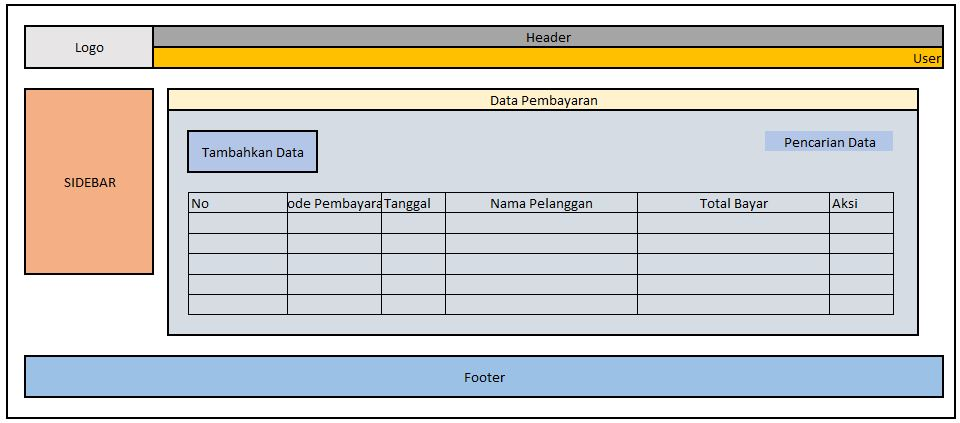 Logo
Header
User
Data Pembayaran
Tambahkan Data
Pencarian Data
SIDEBAR
No ode Pembayara Tanggal Nama Pelanggan Total Bayar Aksi
Footer